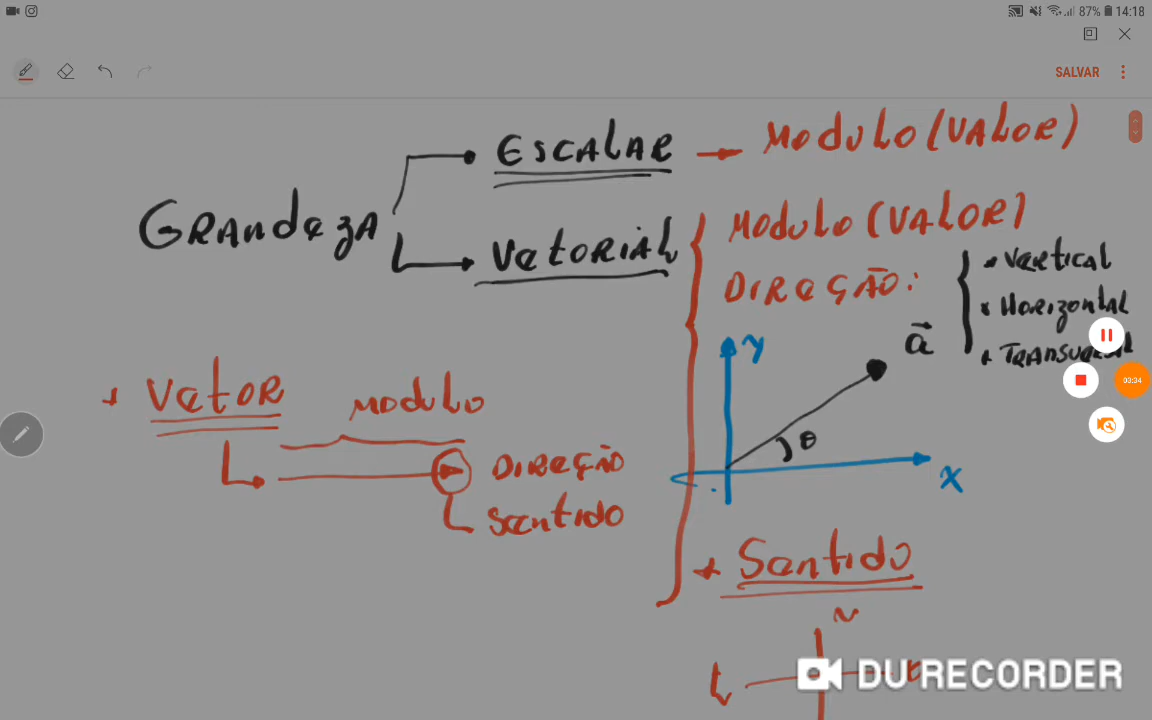 87% 14:18
SALVAR
GRANDEZA
ESCALAR → MODULO (VALOR)
VETORIAL
MODULO (VALOR)
DIREÇÃO:
VERTICAL
HORIZONTAL
y
a
x
θ
03:34
+ VETOR
MODULO
DIREÇÃO
SENTIDO
+ SENTIDO
N
L
DU RECORDER